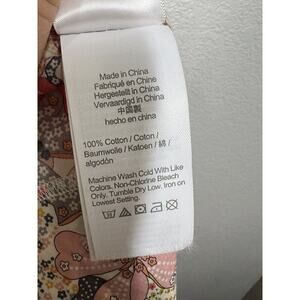 Made in China
Fabriqué en Chine
Hergestellt in China
Vervaardigd in China
中国製
hecho en china
100% Cotton / Coton /
Baumwolle / Katoen / 綿 /
algodón
Machine Wash Cold With Like
Colors, Non-Chlorine Bleach
Only, Tumble Dry Low. Iron on
Lowest Setting.